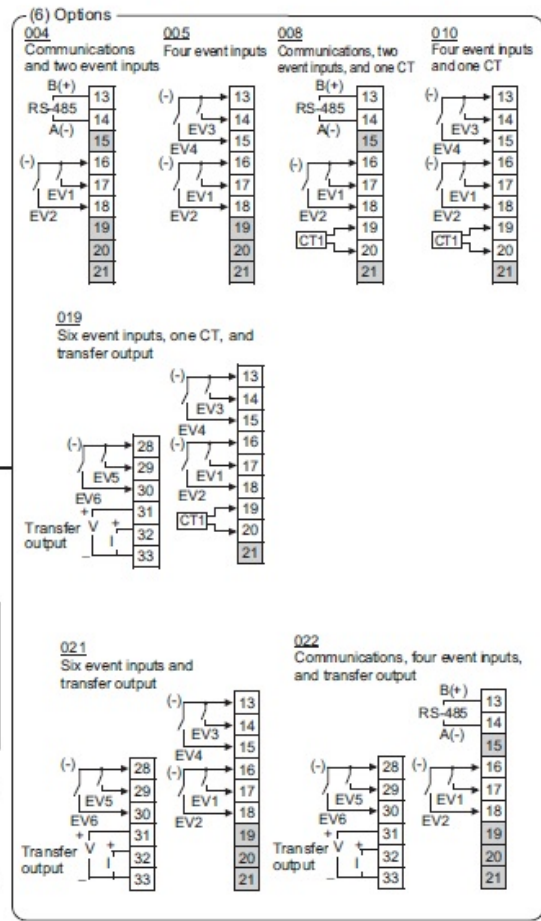 (6) Options
004
Communications
and two event inputs
B(+)
RS-485
A(-)
(-)
EV1
EV2
13
14
15
16
17
18
19
20
21
005
Four event inputs
(-)
EV3
EV4
(-)
EV1
EV2
13
14
15
16
17
18
19
20
21
008
Communications, two
event inputs, and one CT
B(+)
RS-485
A(-)
(-)
EV1
EV2
CT1
13
14
15
16
17
18
19
20
21
010
Four event inputs
and one CT
(-)
EV3
EV4
(-)
EV1
EV2
CT1
13
14
15
16
17
18
19
20
21
019
Six event inputs, one CT, and
transfer output
(-)
EV5
EV6
+
Transfer V +
output I
–
28
29
30
31
32
33
(-)
EV3
EV4
(-)
EV1
EV2
CT1
13
14
15
16
17
18
19
20
21
021
Six event inputs and
transfer output
(-)
EV5
EV6
+
Transfer V +
output I
–
28
29
30
31
32
33
(-)
EV3
EV4
(-)
EV1
EV2
13
14
15
16
17
18
19
20
21
022
Communications, four event inputs,
and transfer output
(-)
EV5
EV6
+
Transfer V +
output I
–
28
29
30
31
32
33
B(+)
RS-485
A(-)
(-)
EV1
EV2
13
14
15
16
17
18
19
20
21